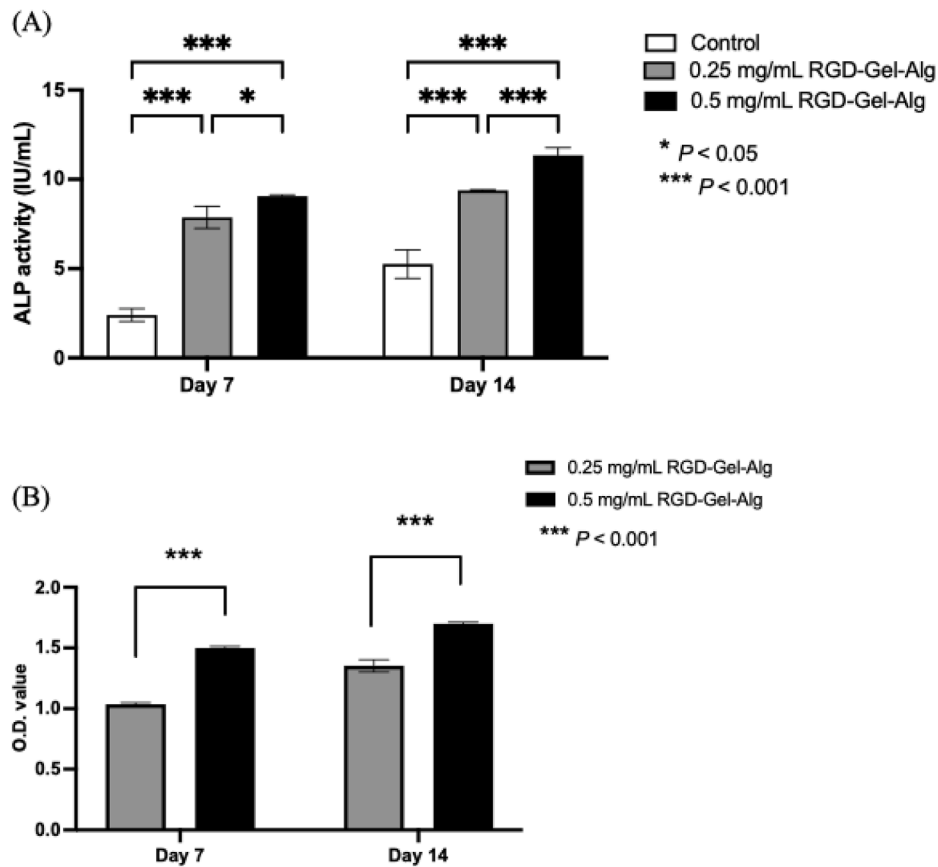 (A)
*** ***
*** * *** ***
Control
0.25 mg/mL RGD-Gel-Alg
0.5 mg/mL RGD-Gel-Alg
* P < 0.05
*** P < 0.001
ALP activity (IU/mL)
15
10
5
0
Day 7 Day 14
(B)
0.25 mg/mL RGD-Gel-Alg
0.5 mg/mL RGD-Gel-Alg
*** P < 0.001
*** ***
O.D. value
2.0
1.5
1.0
0.5
0.0
Day 7 Day 14